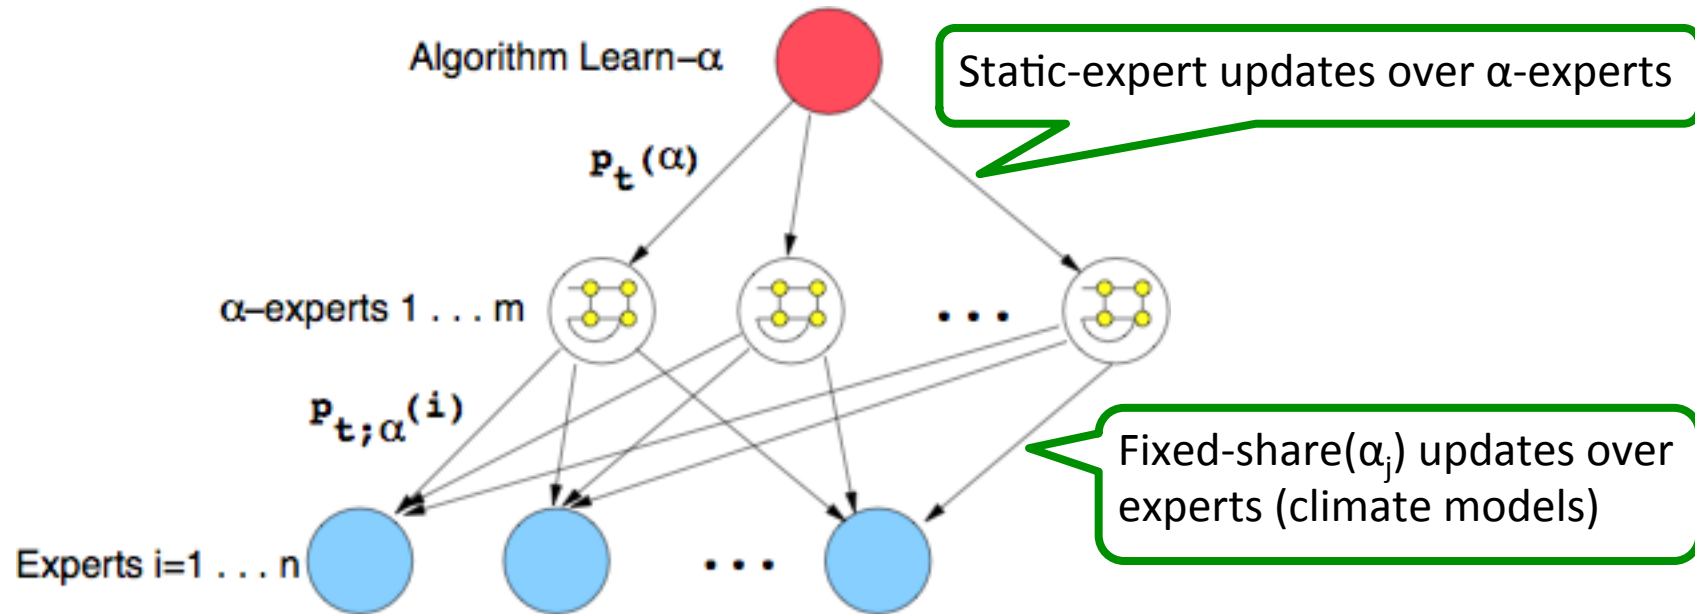 Algorithm Learn–α
Static-expert updates over α-experts
p_t(α)
α–experts 1 . . . m
. . .
p_t;α(i)
Fixed-share(α_j) updates over
experts (climate models)
Experts i=1 . . . n
. . .